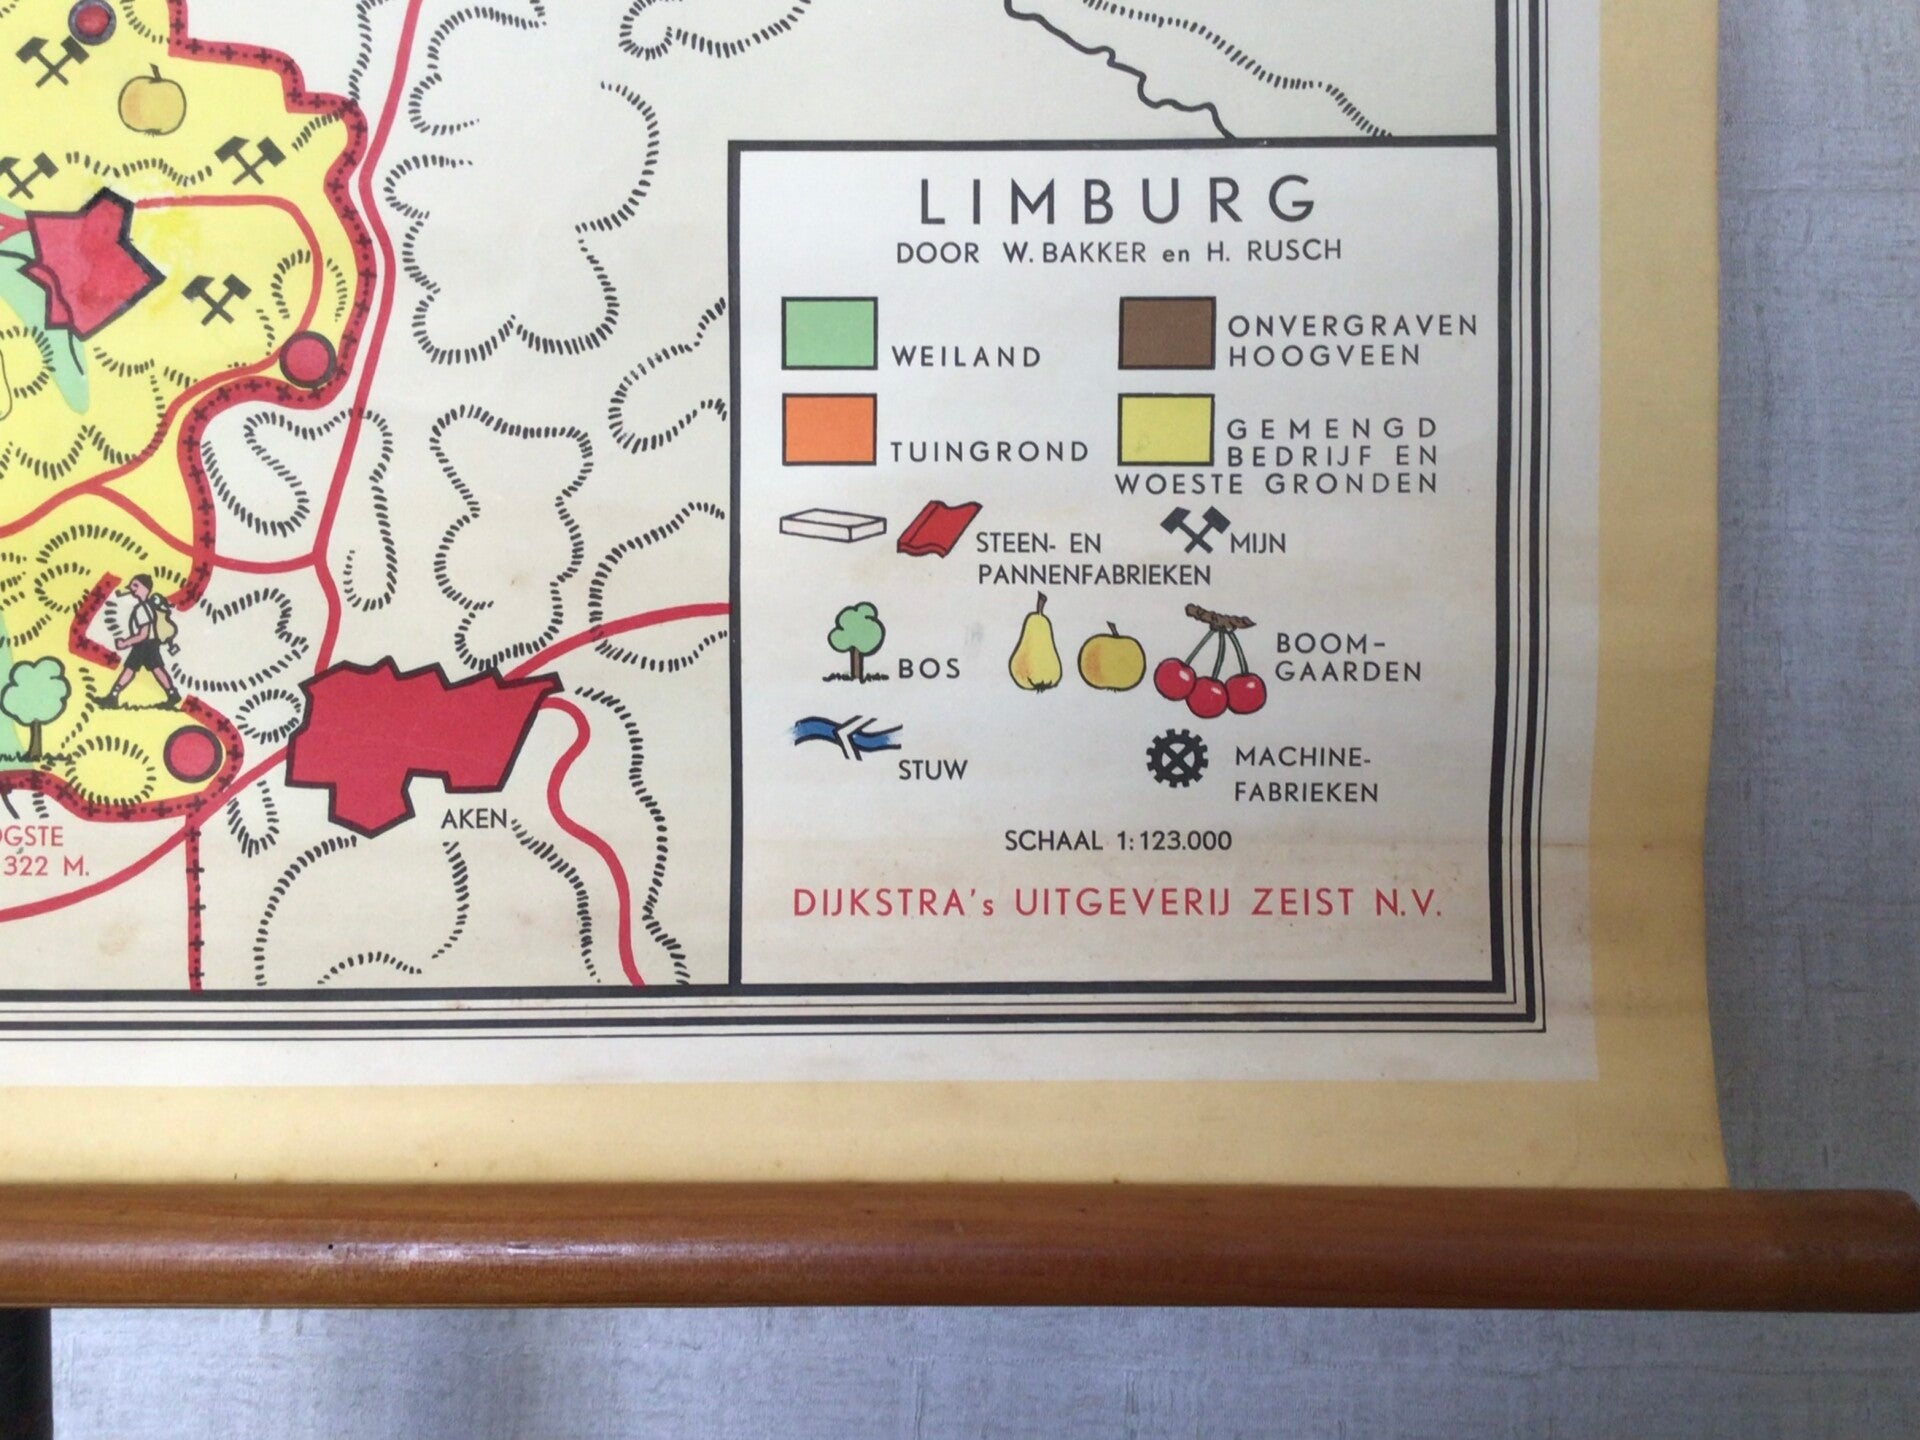 LIMBURG
DOOR W. BAKKER en H. RUSCH
WEILAND
ONVERGRAVEN
HOOGVEEN
TUINGROND
GEMENGD
BEDRIJF EN
WOESTE GRONDEN
STEEN- EN
PANNENFABRIEKEN
MIJN
BOS
BOOM-
GAARDEN
STUW
MACHINE-
FABRIEKEN
SCHAAL 1:123.000
DIJKSTRA's UITGEVERIJ ZEIST N.V.
AKEN
322 M.